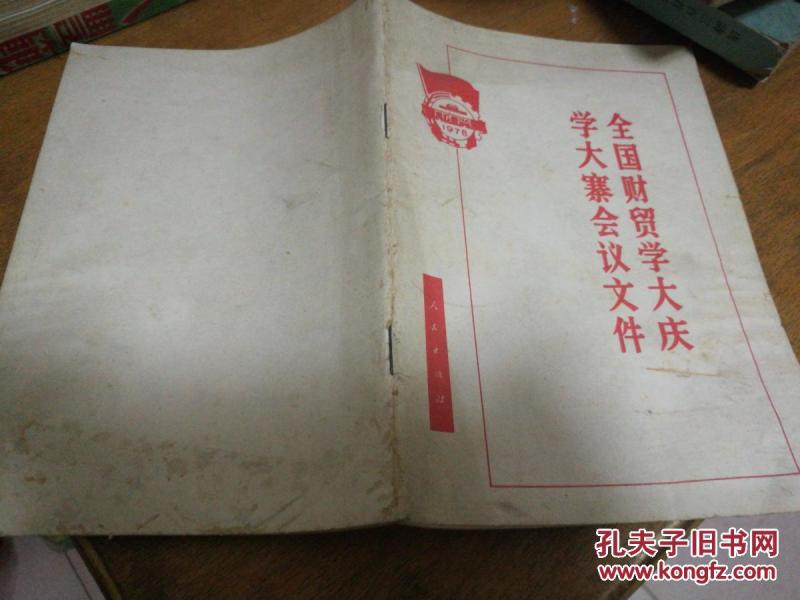 全国财贸学大庆
学大寨会议文件
1978
人民出版社
孔夫子旧书网
www.kongfz.com